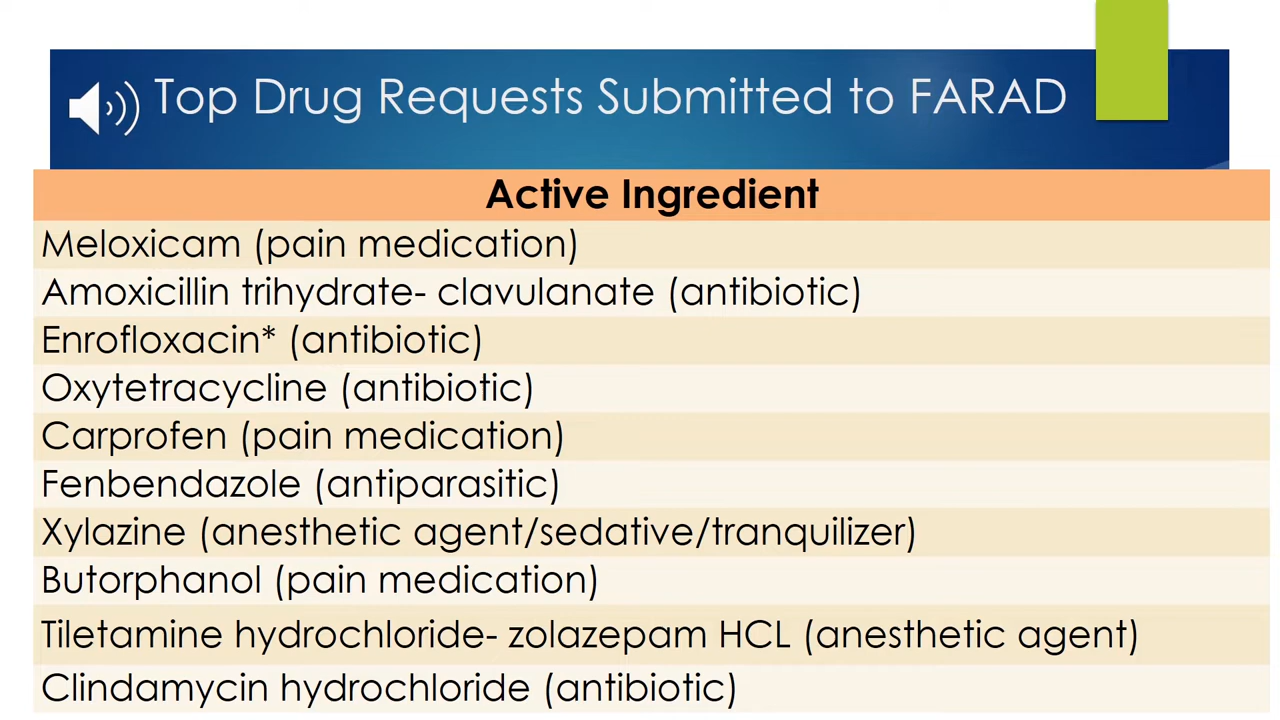 Top Drug Requests Submitted to FARAD
Active Ingredient
Meloxicam (pain medication)
Amoxicillin trihydrate- clavulanate (antibiotic)
Enrofloxacin* (antibiotic)
Oxytetracycline (antibiotic)
Carprofen (pain medication)
Fenbendazole (antiparasitic)
Xylazine (anesthetic agent/sedative/tranquilizer)
Butorphanol (pain medication)
Tiletamine hydrochloride- zolazepam HCL (anesthetic agent)
Clindamycin hydrochloride (antibiotic)